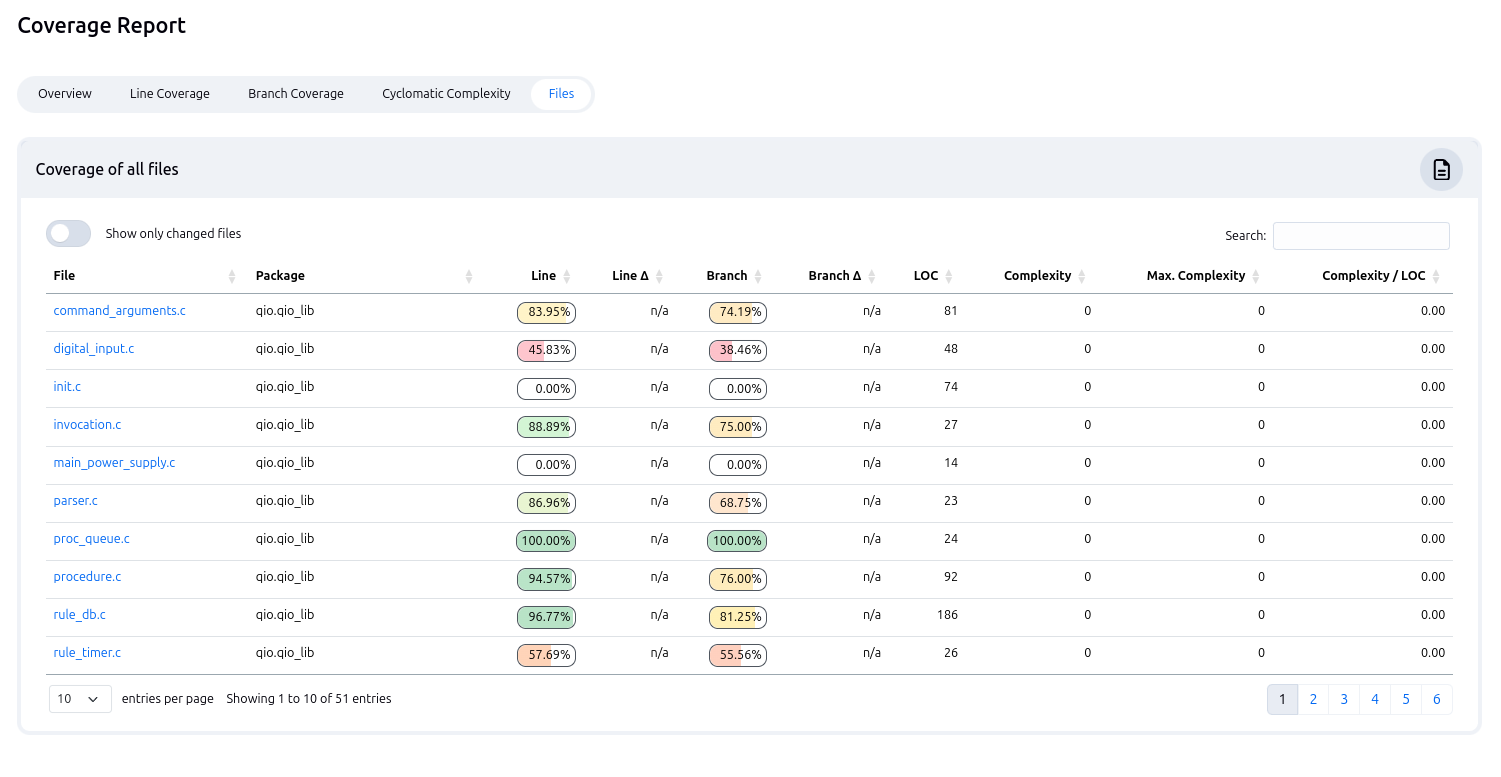 Coverage Report
Overview Line Coverage Branch Coverage Cyclomatic Complexity Files
Coverage of all files
Show only changed files Search:
File Package Line Line Δ Branch Branch Δ LOC Complexity Max. Complexity Complexity / LOC
command_arguments.c qio.qio_lib 83.95% n/a 74.19% n/a 81 0 0 0.00
digital_input.c qio.qio_lib 45.83% n/a 38.46% n/a 48 0 0 0.00
init.c qio.qio_lib 0.00% n/a 0.00% n/a 74 0 0 0.00
invocation.c qio.qio_lib 88.89% n/a 75.00% n/a 27 0 0 0.00
main_power_supply.c qio.qio_lib 0.00% n/a 0.00% n/a 14 0 0 0.00
parser.c qio.qio_lib 86.96% n/a 68.75% n/a 23 0 0 0.00
proc_queue.c qio.qio_lib 100.00% n/a 100.00% n/a 24 0 0 0.00
procedure.c qio.qio_lib 94.57% n/a 76.00% n/a 92 0 0 0.00
rule_db.c qio.qio_lib 96.77% n/a 81.25% n/a 186 0 0 0.00
rule_timer.c qio.qio_lib 57.69% n/a 55.56% n/a 26 0 0 0.00
10 entries per page Showing 1 to 10 of 51 entries 1 2 3 4 5 6